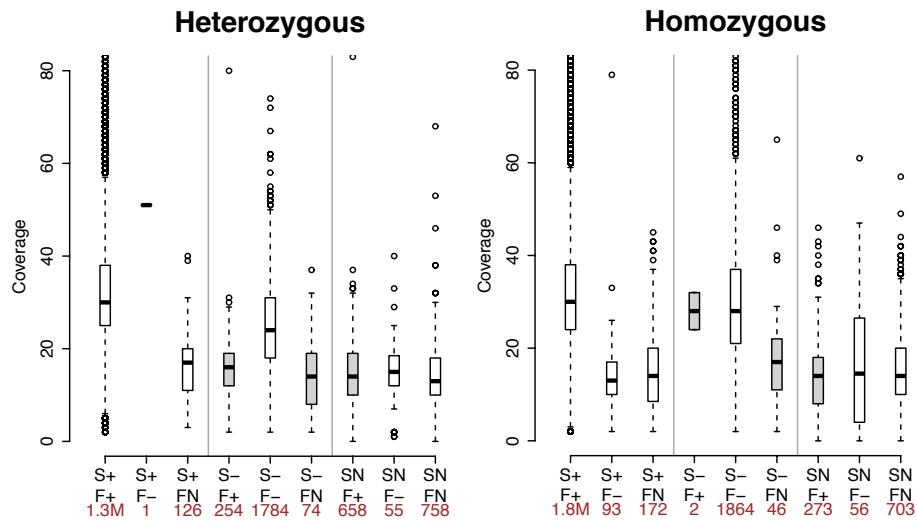 Heterozygous
Coverage
80
60
40
20
0
S+ S+ S+ S− S− S− SN SN SN
F+ F− FN F+ F− FN F+ F− FN
1.3M 1 126 254 1784 74 658 55 758
Homozygous
Coverage
80
60
40
20
0
S+ S+ S+ S− S− S− SN SN SN
F+ F− FN F+ F− FN F+ F− FN
1.8M 93 172 2 1864 46 273 56 703